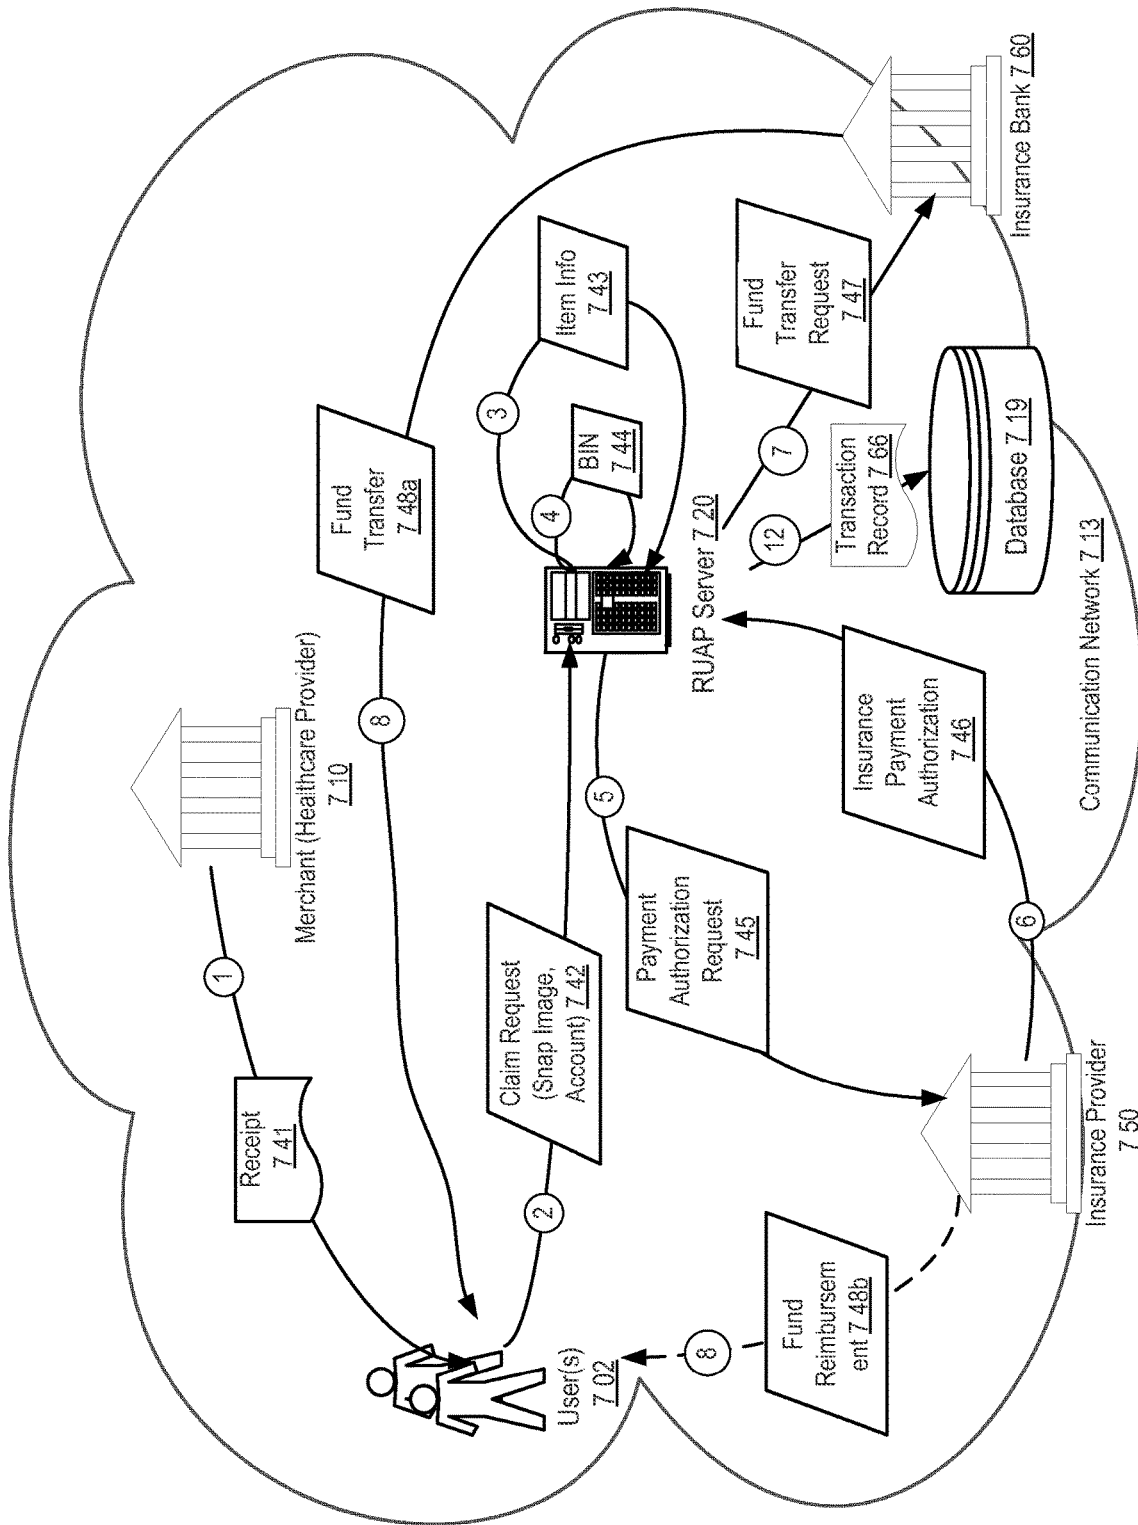 Merchant (Healthcare Provider)
7 10
1
Receipt
7 41
Fund
Transfer
7 48a
8
User(s)
7 02
2
Claim Request
(Snap Image,
Account) 7 42
3
Item Info
7 43
4
BIN
7 44
RUAP Server 7 20
5
Payment
Authorization
Request
7 45
7
Fund
Transfer
Request
7 47
Insurance Bank 7 60
12
Transaction
Record 7 66
Database 7 19
Insurance
Payment
Authorization
7 46
6
Communication Network 7 13
8
Fund
Reimbursem
ent 7 48b
Insurance Provider
7 50